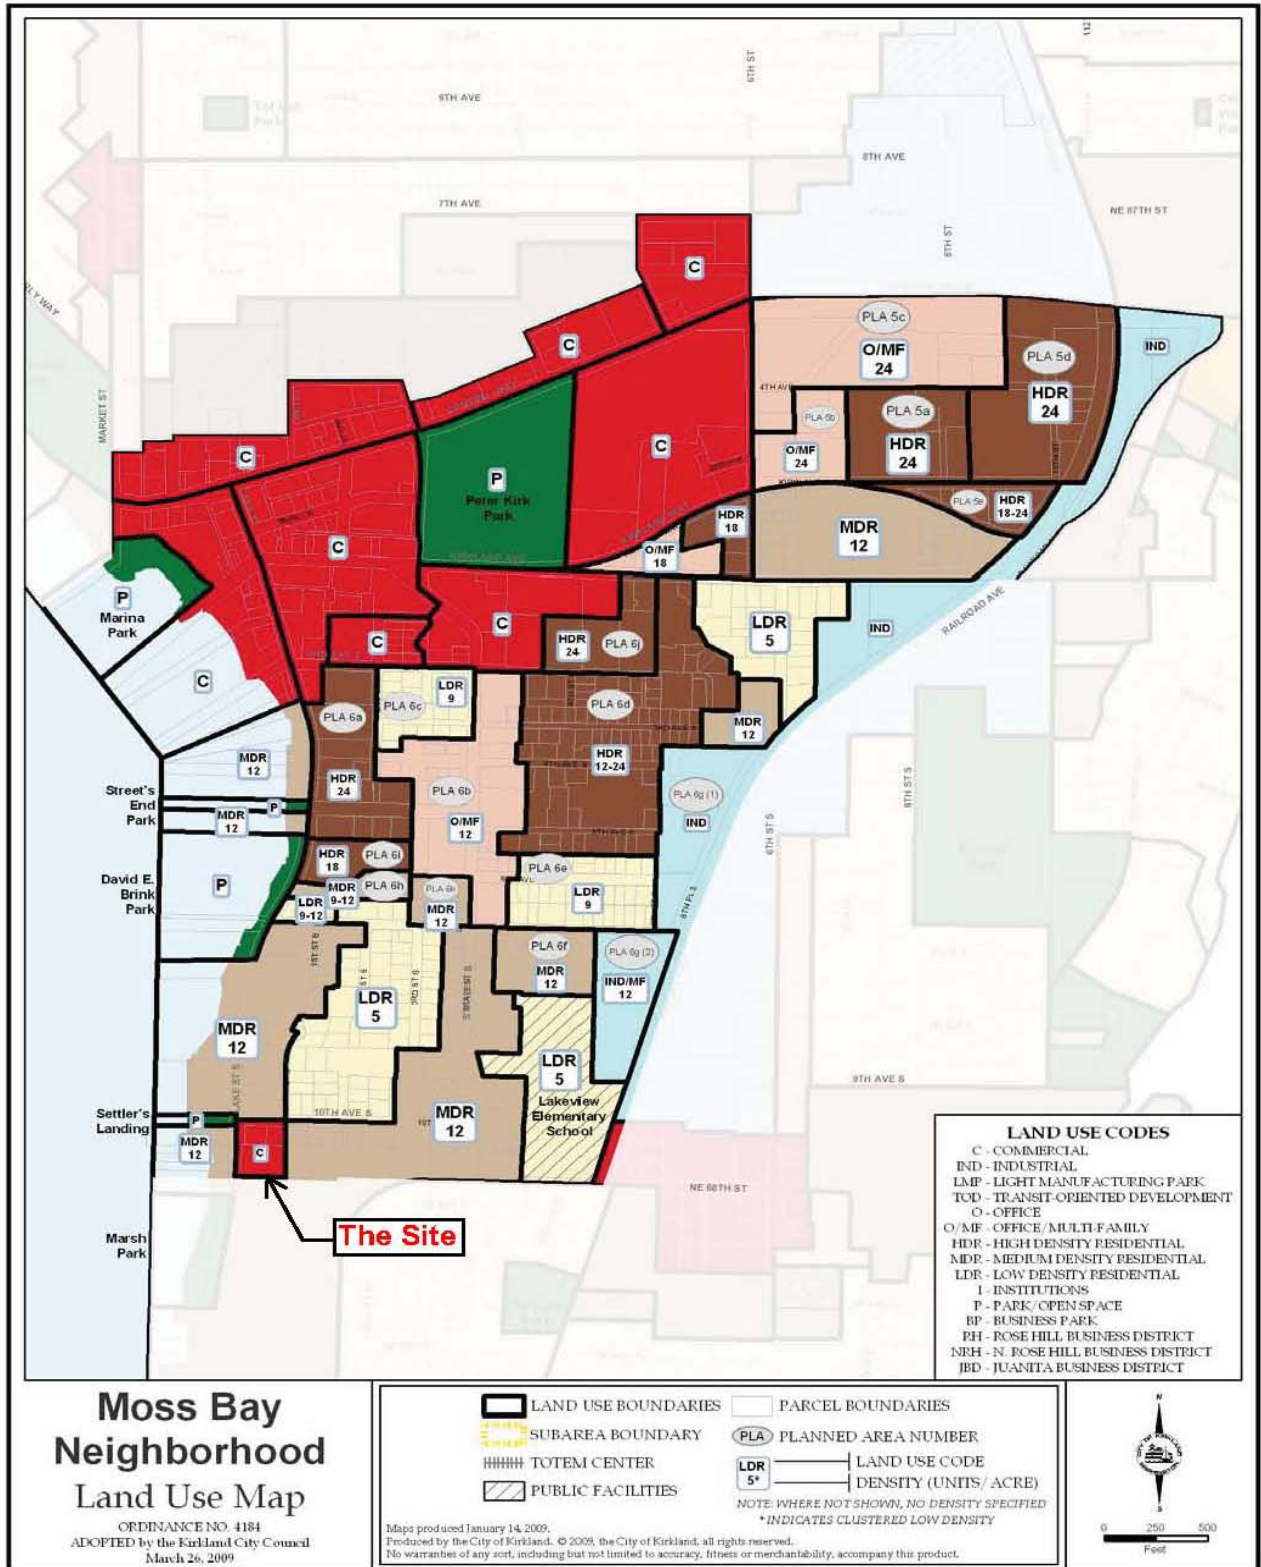 6TH ST
112
9TH AVE
8TH AVE
7TH AVE
NE 87TH ST
8TH ST
C
MARKET ST
PLA 5c
O/MF
24
IND
C
PLA 5d
HDR
24
4TH AVE
PLA 5b
PLA 5a
HDR
24
O/MF
24
C
C
P
Peter Kirk
Park
KIRKLAND AVE
PLA 5e
HDR
18-24
HDR
18
MDR
12
O/MF
18
C
P
Marina
Park
C
C
HDR
24
PLA 6j
LDR
5
IND
RAILROAD AVE
C
PLA 6a
PLA 6c
LDR
9
PLA 6d
MDR
12
MDR
12
HDR
12-24
HDR
24
PLA 6b
O/MF
12
PLA 6g (1)
IND
8TH ST S
6TH ST S
Street's
End
Park
P
MDR
12
HDR
18
PLA 6i
PLA 6e
LDR
9
David E.
Brink
Park
P
MDR
9-12
PLA 6h
LDR
9-12
MDR
12
6TH PL S
1ST ST S
3RD ST S
PLA 6f
MDR
12
PLA 6g (2)
IND/MF
12
LDR
5
MDR
12
LDR
5
Lakeview
Elementary
School
9TH AVE S
10TH AVE S
MDR
12
Settler's
Landing
P
MDR
12
C
NE 68TH ST
The Site
Marsh
Park
LAND USE CODES
C - COMMERCIAL
IND - INDUSTRIAL
LMP - LIGHT MANUFACTURING PARK
TOD - TRANSIT-ORIENTED DEVELOPMENT
O - OFFICE
O/MF - OFFICE/MULTI-FAMILY
HDR - HIGH DENSITY RESIDENTIAL
MDR - MEDIUM DENSITY RESIDENTIAL
LDR - LOW DENSITY RESIDENTIAL
I - INSTITUTIONS
P - PARK/OPEN SPACE
BP - BUSINESS PARK
RH - ROSE HILL BUSINESS DISTRICT
NRH - N. ROSE HILL BUSINESS DISTRICT
JBD - JUANITA BUSINESS DISTRICT
Moss Bay
Neighborhood
Land Use Map
ORDINANCE NO. 4184
ADOPTED by the Kirkland City Council
March 26, 2009
LAND USE BOUNDARIES
SUBAREA BOUNDARY
TOTEM CENTER
PUBLIC FACILITIES
PARCEL BOUNDARIES
PLA PLANNED AREA NUMBER
LDR
5*
LAND USE CODE
DENSITY (UNITS/ACRE)
NOTE: WHERE NOT SHOWN, NO DENSITY SPECIFIED
* INDICATES CLUSTERED LOW DENSITY
Maps produced January 14, 2009.
Produced by the City of Kirkland. © 2009, the City of Kirkland, all rights reserved.
No warranties of any sort, including but not limited to accuracy, fitness or merchantability, accompany this product.
N
0 250 500
Feet